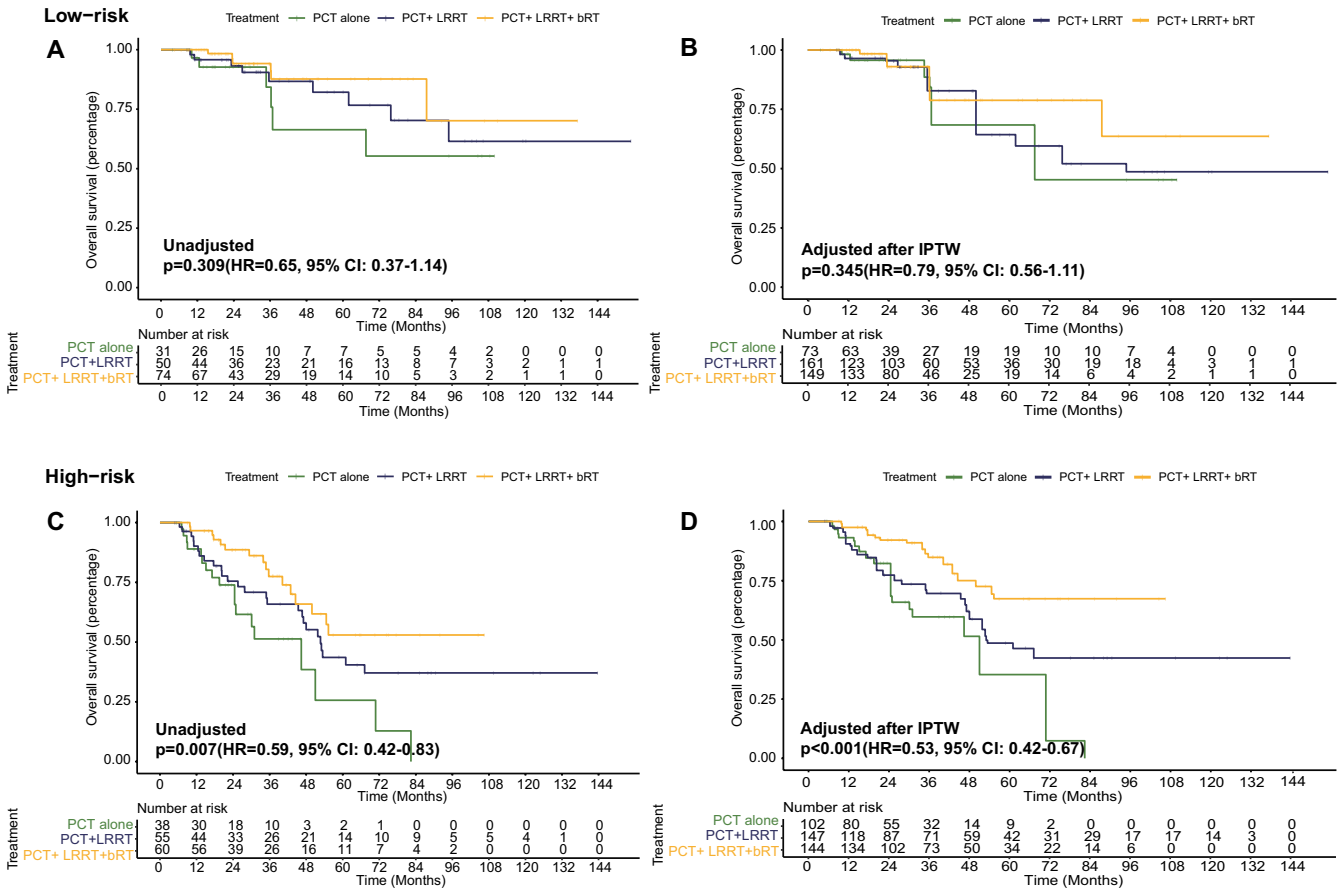 Low−risk
Treatment PCT alone PCT+ LRRT PCT+ LRRT+ bRT
A
1.00
0.75
0.50
0.25
0.00
Overall survival (percentage)
Unadjusted
p=0.309(HR=0.65, 95% CI: 0.37-1.14)
0 12 24 36 48 60 72 84 96 108 120 132 144
Time (Months)
Number at risk
Treatment
PCT alone 31 26 15 10 7 7 5 5 4 2 0 0 0
PCT+LRRT 50 44 36 23 21 16 13 8 7 3 2 1 1
PCT+ LRRT+bRT 74 67 43 29 19 14 10 5 3 2 1 1 0
0 12 24 36 48 60 72 84 96 108 120 132 144
Time (Months)
Treatment PCT alone PCT+ LRRT PCT+ LRRT+ bRT
B
1.00
0.75
0.50
0.25
0.00
Overall survival (percentage)
Adjusted after IPTW
p=0.345(HR=0.79, 95% CI: 0.56-1.11)
0 12 24 36 48 60 72 84 96 108 120 132 144
Time (Months)
Number at risk
Treatment
PCT alone 73 63 39 27 19 19 10 10 7 4 0 0 0
PCT+LRRT 161 123 103 60 53 36 30 19 18 4 3 1 1
PCT+ LRRT+bRT 149 133 80 46 25 19 14 6 4 2 1 1 0
0 12 24 36 48 60 72 84 96 108 120 132 144
Time (Months)
High−risk
Treatment PCT alone PCT+ LRRT PCT+ LRRT+ bRT
C
1.00
0.75
0.50
0.25
0.00
Overall survival (percentage)
Unadjusted
p=0.007(HR=0.59, 95% CI: 0.42-0.83)
0 12 24 36 48 60 72 84 96 108 120 132 144
Time (Months)
Number at risk
Treatment
PCT alone 38 30 18 10 3 2 1 0 0 0 0 0 0
PCT+LRRT 55 44 33 26 21 14 10 9 5 5 4 1 0
PCT+ LRRT+bRT 60 56 39 26 16 11 7 4 2 0 0 0 0
0 12 24 36 48 60 72 84 96 108 120 132 144
Time (Months)
Treatment PCT alone PCT+ LRRT PCT+ LRRT+ bRT
D
1.00
0.75
0.50
0.25
0.00
Overall survival (percentage)
Adjusted after IPTW
p<0.001(HR=0.53, 95% CI: 0.42-0.67)
0 12 24 36 48 60 72 84 96 108 120 132 144
Time (Months)
Number at risk
Treatment
PCT alone 102 80 55 32 14 9 2 0 0 0 0 0 0
PCT+LRRT 147 118 87 71 59 42 31 29 17 17 14 3 0
PCT+ LRRT+bRT 144 134 102 73 50 34 22 14 6 0 0 0 0
0 12 24 36 48 60 72 84 96 108 120 132 144
Time (Months)